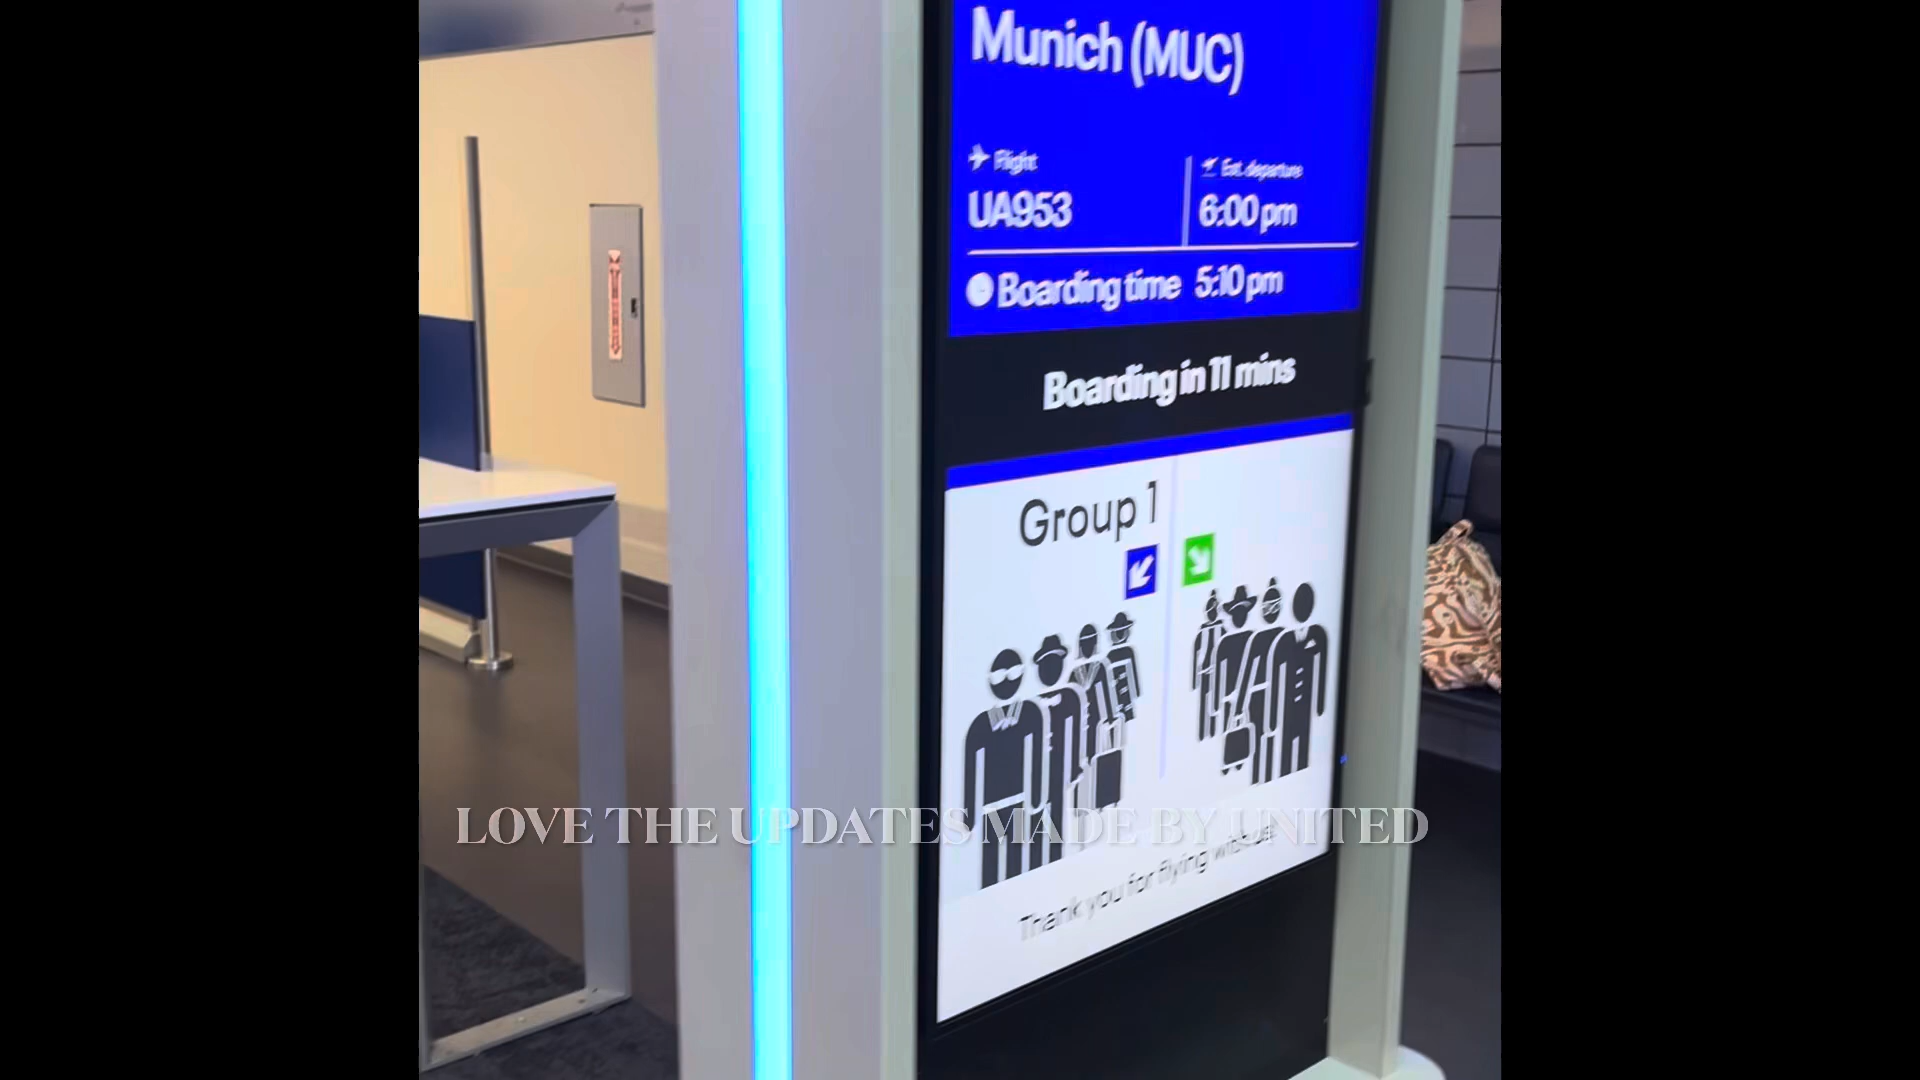 Munich (MUC)
Flight
UA953
Est. departure
6:00 pm
Boarding time 5:10 pm
Boarding in 11 mins
Group 1
LOVE THE UPDATES MADE BY UNITED
Thank you for flying with us